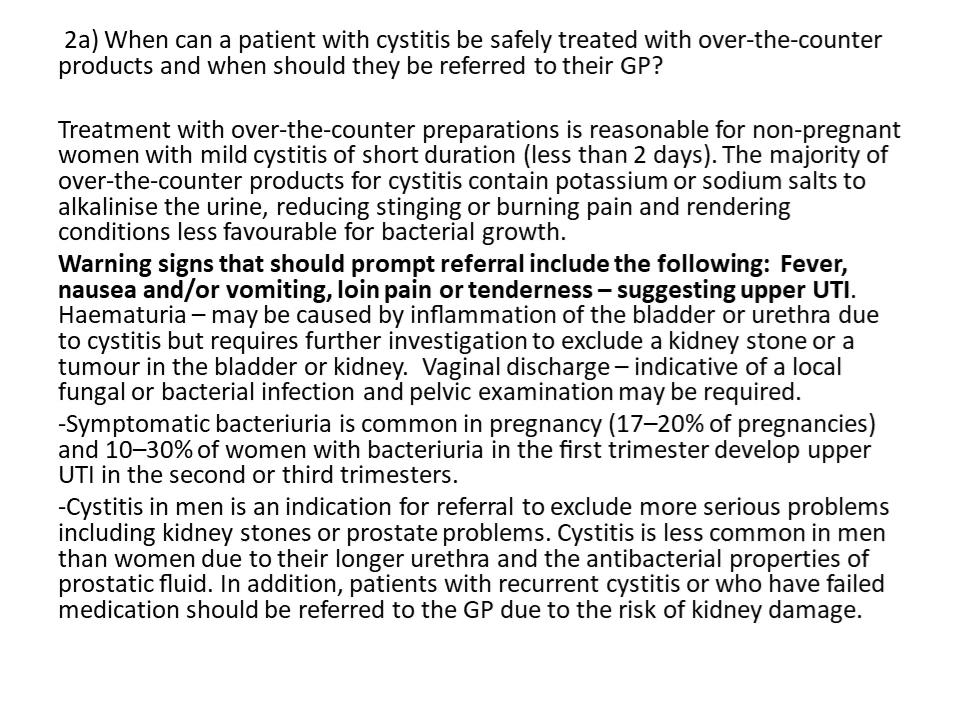 2a) When can a patient with cystitis be safely treated with over-the-counter
products and when should they be referred to their GP?
Treatment with over-the-counter preparations is reasonable for non-pregnant
women with mild cystitis of short duration (less than 2 days). The majority of
over-the-counter products for cystitis contain potassium or sodium salts to
alkalinise the urine, reducing stinging or burning pain and rendering
conditions less favourable for bacterial growth.
Warning signs that should prompt referral include the following:  Fever,
nausea and/or vomiting, loin pain or tenderness – suggesting upper UTI.
Haematuria – may be caused by inflammation of the bladder or urethra due
to cystitis but requires further investigation to exclude a kidney stone or a
tumour in the bladder or kidney.  Vaginal discharge – indicative of a local
fungal or bacterial infection and pelvic examination may be required.
-Symptomatic bacteriuria is common in pregnancy (17–20% of pregnancies)
and 10–30% of women with bacteriuria in the first trimester develop upper
UTI in the second or third trimesters.
-Cystitis in men is an indication for referral to exclude more serious problems
including kidney stones or prostate problems. Cystitis is less common in men
than women due to their longer urethra and the antibacterial properties of
prostatic fluid. In addition, patients with recurrent cystitis or who have failed
medication should be referred to the GP due to the risk of kidney damage.